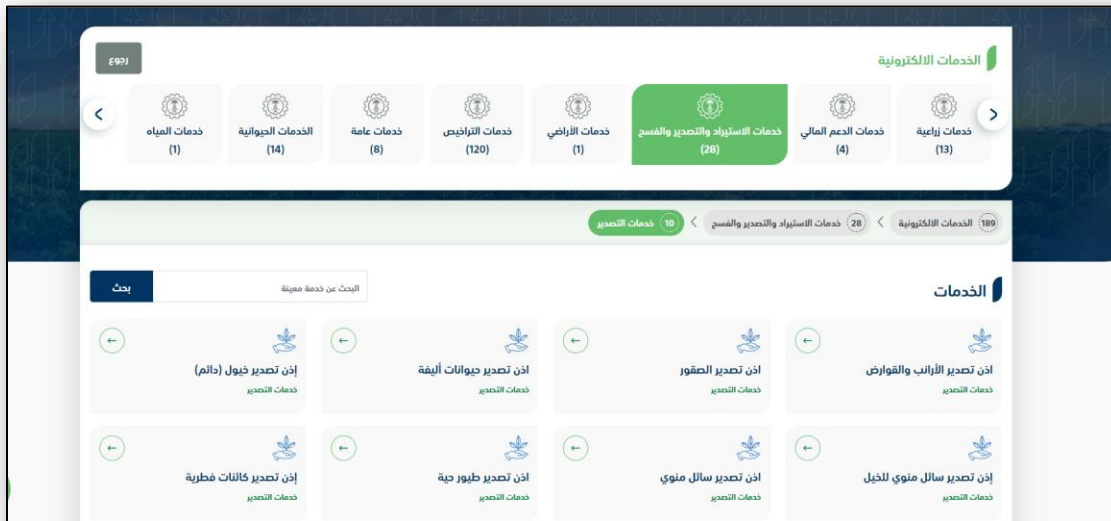 الخدمات الالكترونية
رجوع
خدمات زراعية
(13)
خدمات الدعم المالي
(4)
خدمات الاستيراد والتصدير والفسح
(28)
خدمات الأراضي
(1)
خدمات التراخيص
(120)
خدمات عامة
(8)
الخدمات الحيوانية
(14)
خدمات المياه
(1)
189 الخدمات الالكترونية
28 خدمات الاستيراد والتصدير والفسح
10 خدمات التصدير
الخدمات
البحث عن خدمة معينة
بحث
اذن تصدير الأرانب والقوارض
خدمات التصدير
اذن تصدير الصقور
خدمات التصدير
اذن تصدير حيوانات أليفة
خدمات التصدير
إذن تصدير خيول (دائم)
خدمات التصدير
إذن تصدير سائل منوي للخيل
خدمات التصدير
اذن تصدير سائل منوي
خدمات التصدير
اذن تصدير طيور حية
خدمات التصدير
إذن تصدير كائنات فطرية
خدمات التصدير